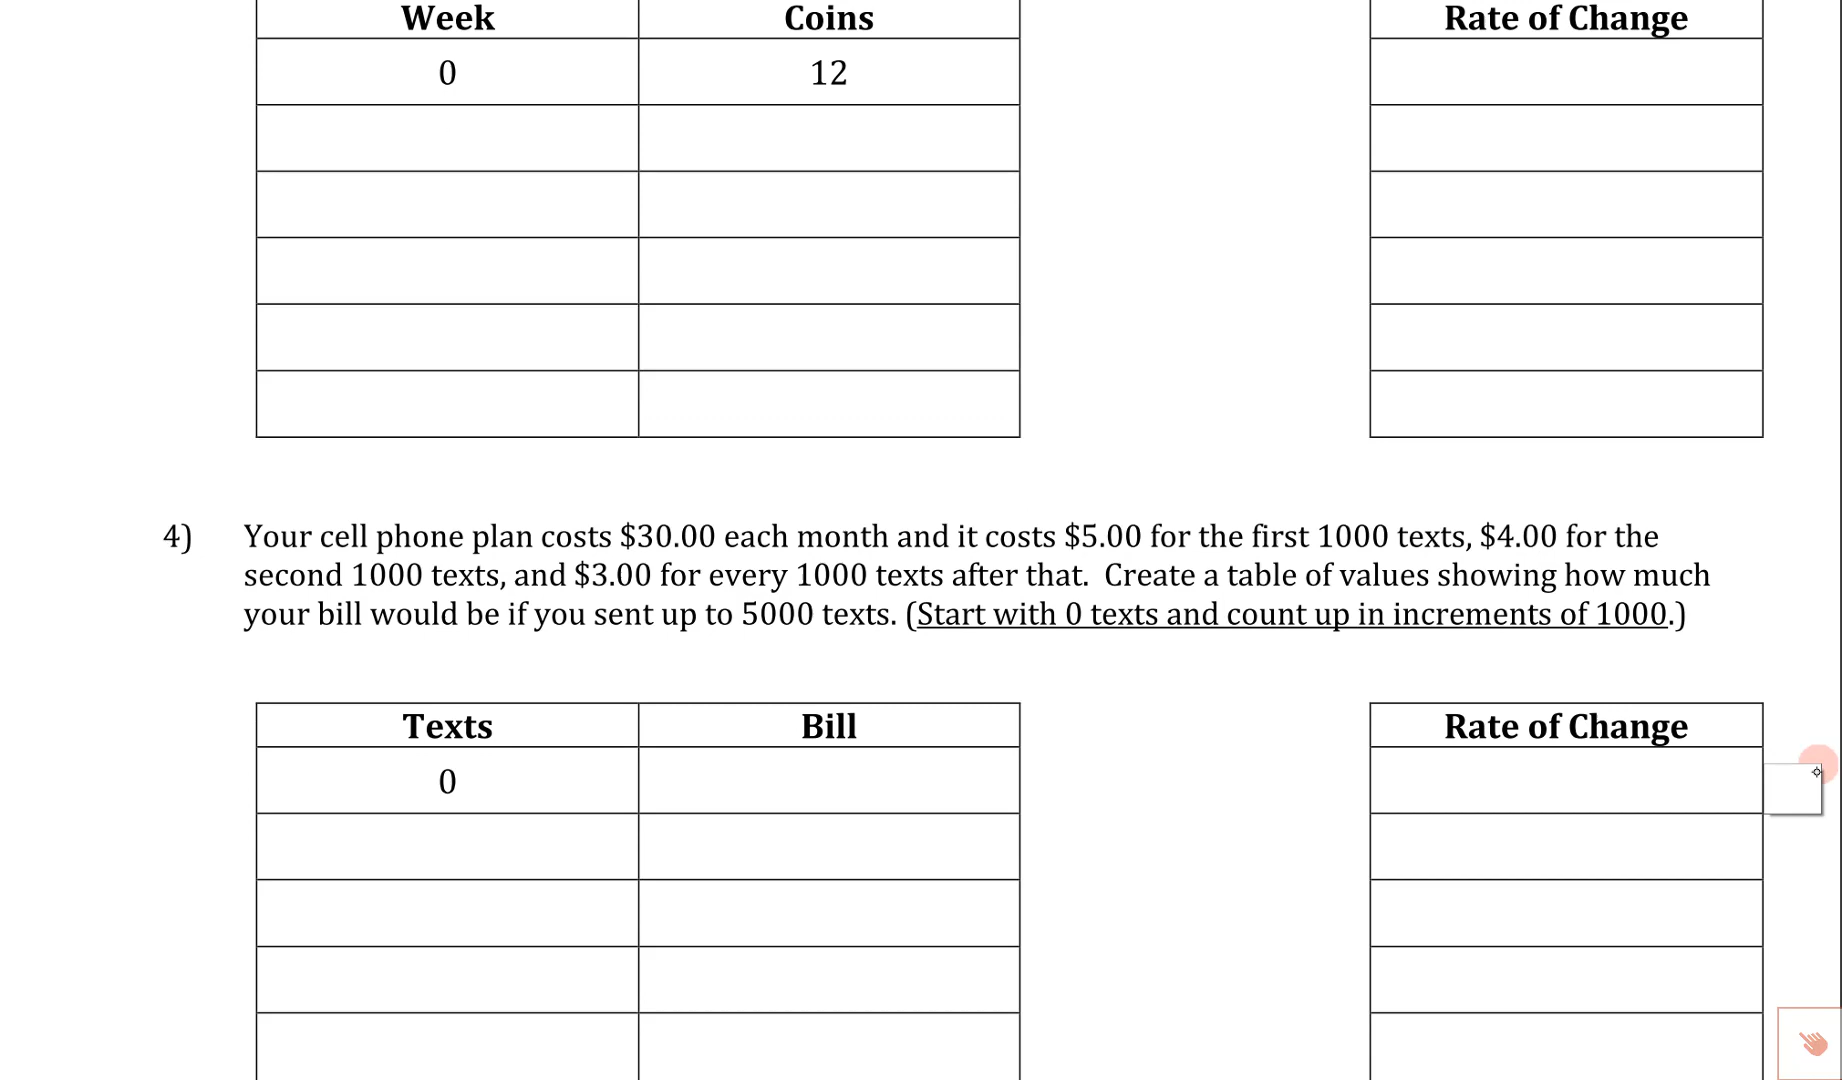 Week Coins Rate of Change
0 12
4) Your cell phone plan costs $30.00 each month and it costs $5.00 for the first 1000 texts, $4.00 for the
second 1000 texts, and $3.00 for every 1000 texts after that. Create a table of values showing how much
your bill would be if you sent up to 5000 texts. (Start with 0 texts and count up in increments of 1000.)
Texts Bill Rate of Change
0